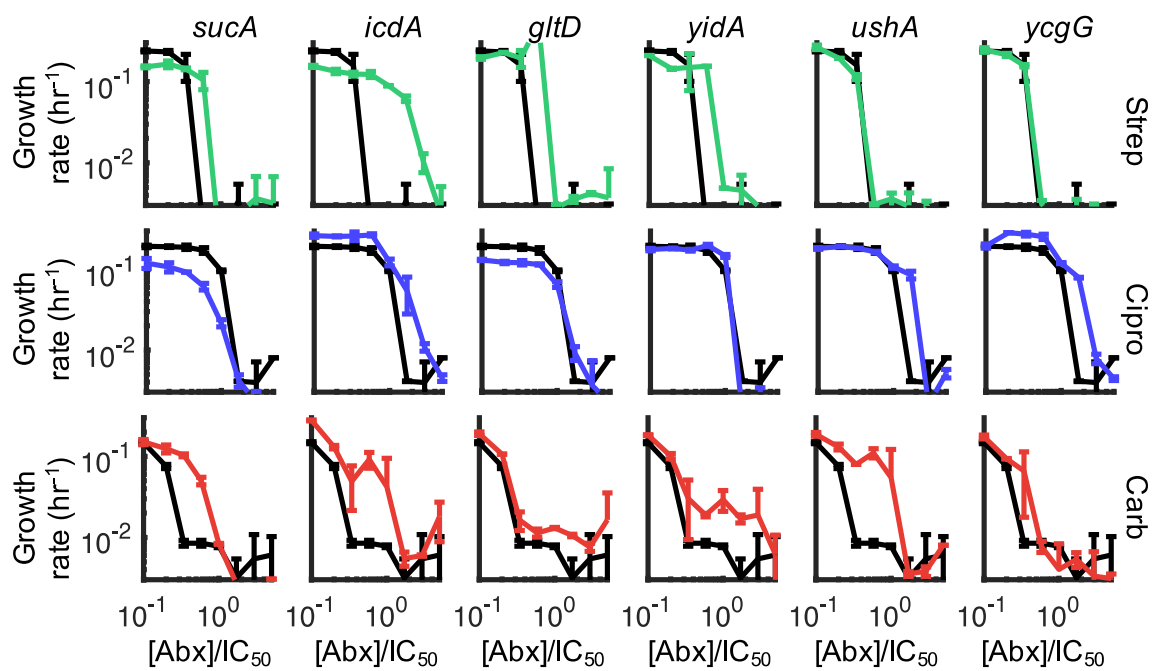 sucA icdA gltD yidA ushA ycgG
Growth
rate (hr⁻¹)
10⁻¹
10⁻²
Strep
Growth
rate (hr⁻¹)
10⁻¹
10⁻²
Cipro
Growth
rate (hr⁻¹)
10⁻¹
10⁻²
Carb
10⁻¹ 10⁰ 10⁻¹ 10⁰ 10⁻¹ 10⁰ 10⁻¹ 10⁰ 10⁻¹ 10⁰ 10⁻¹ 10⁰
[Abx]/IC₅₀ [Abx]/IC₅₀ [Abx]/IC₅₀ [Abx]/IC₅₀ [Abx]/IC₅₀ [Abx]/IC₅₀